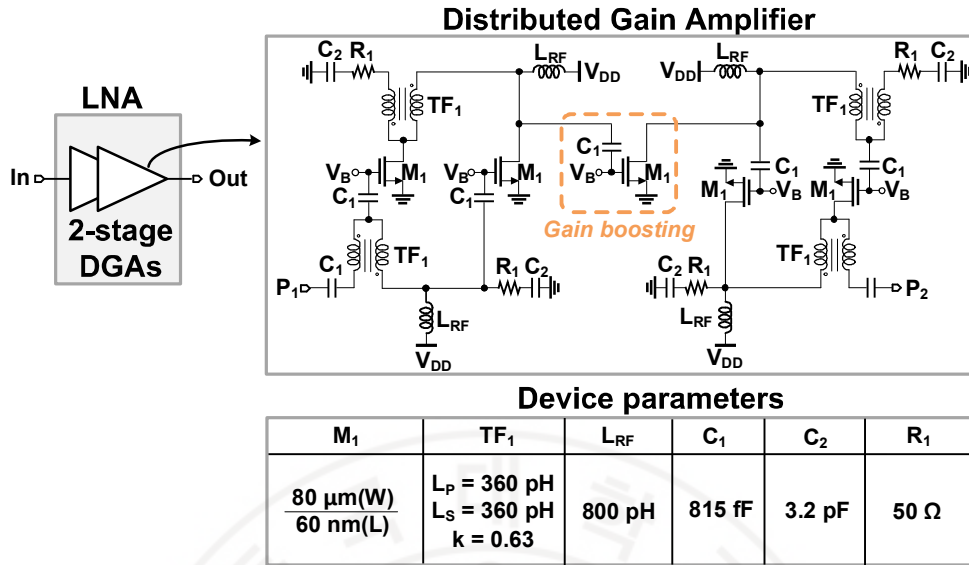 Distributed Gain Amplifier
LNA
In
Out
2-stage
DGAs
C2 R1
TF1
LRF
VDD
VDD
LRF
R1 C2
TF1
VB
M1
C1
VB
M1
C1
C1
VB
M1
Gain boosting
C1
M1
VB
C1
M1
VB
P1
C1
TF1
R1 C2
LRF
VDD
C2 R1
LRF
VDD
TF1
P2
Device parameters
M1 TF1 LRF C1 C2 R1
80 μm(W)
60 nm(L)
LP = 360 pH
LS = 360 pH
k = 0.63
800 pH
815 fF
3.2 pF
50 Ω